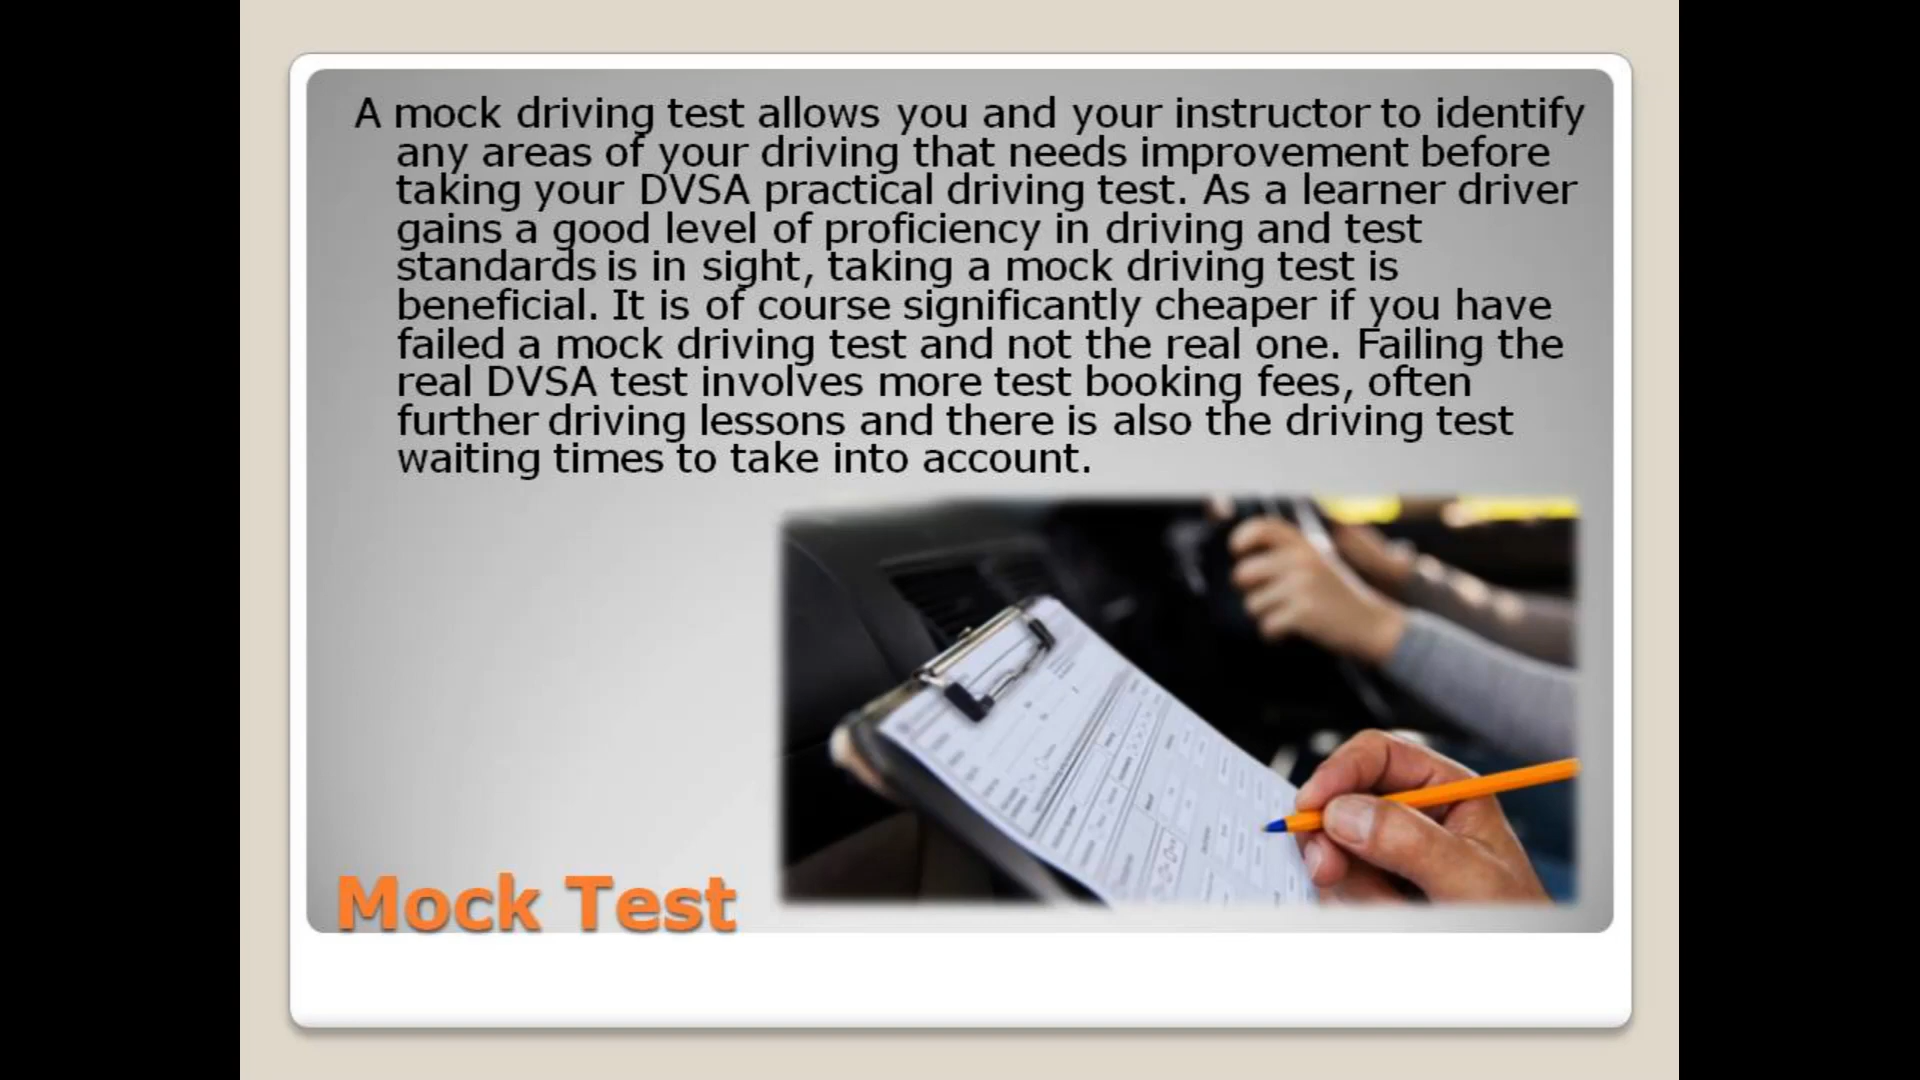 A mock driving test allows you and your instructor to identify
any areas of your driving that needs improvement before
taking your DVSA practical driving test. As a learner driver
gains a good level of proficiency in driving and test
standards is in sight, taking a mock driving test is
beneficial. It is of course significantly cheaper if you have
failed a mock driving test and not the real one. Failing the
real DVSA test involves more test booking fees, often
further driving lessons and there is also the driving test
waiting times to take into account.
Mock Test